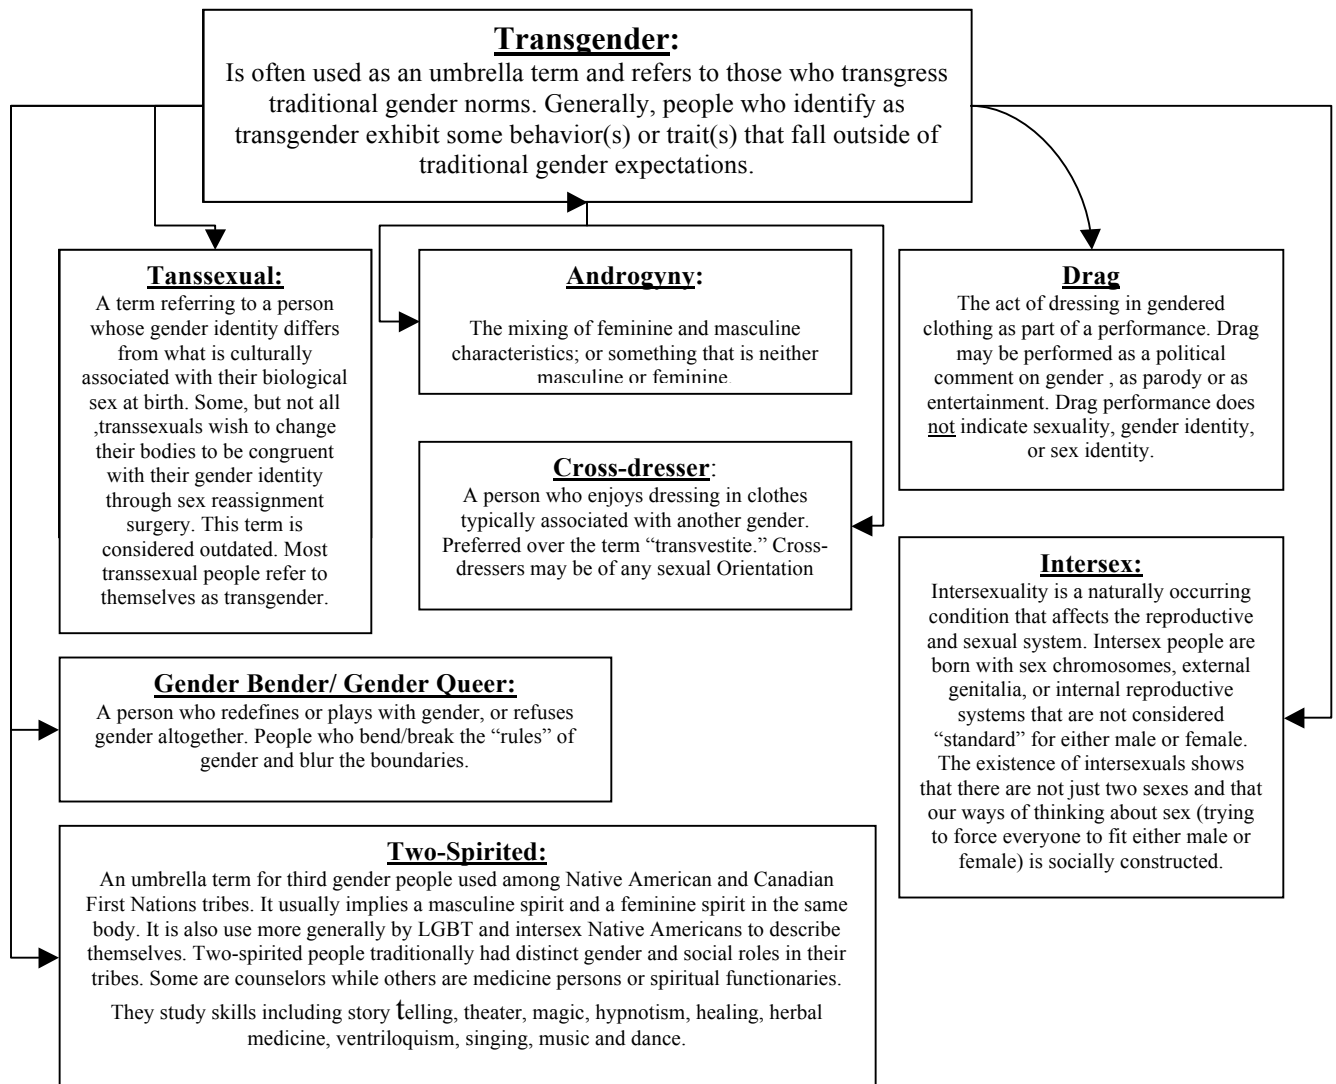 Transgender:
Is often used as an umbrella term and refers to those who transgress
traditional gender norms. Generally, people who identify as
transgender exhibit some behavior(s) or trait(s) that fall outside of
traditional gender expectations.
Tanssexual:
A term referring to a person
whose gender identity differs
from what is culturally
associated with their biological
sex at birth. Some, but not all
,transsexuals wish to change
their bodies to be congruent
with their gender identity
through sex reassignment
surgery. This term is
considered outdated. Most
transsexual people refer to
themselves as transgender.
Androgyny:
The mixing of feminine and masculine
characteristics; or something that is neither
masculine or feminine.
Drag
The act of dressing in gendered
clothing as part of a performance. Drag
may be performed as a political
comment on gender , as parody or as
entertainment. Drag performance does
not indicate sexuality, gender identity,
or sex identity.
Cross-dresser:
A person who enjoys dressing in clothes
typically associated with another gender.
Preferred over the term “transvestite.” Cross-
dressers may be of any sexual Orientation
Intersex:
Intersexuality is a naturally occurring
condition that affects the reproductive
and sexual system. Intersex people are
born with sex chromosomes, external
genitalia, or internal reproductive
systems that are not considered
“standard” for either male or female.
The existence of intersexuals shows
that there are not just two sexes and that
our ways of thinking about sex (trying
to force everyone to fit either male or
female) is socially constructed.
Gender Bender/ Gender Queer:
A person who redefines or plays with gender, or refuses
gender altogether. People who bend/break the “rules” of
gender and blur the boundaries.
Two-Spirited:
An umbrella term for third gender people used among Native American and Canadian
First Nations tribes. It usually implies a masculine spirit and a feminine spirit in the same
body. It is also use more generally by LGBT and intersex Native Americans to describe
themselves. Two-spirited people traditionally had distinct gender and social roles in their
tribes. Some are counselors while others are medicine persons or spiritual functionaries.
They study skills including story telling, theater, magic, hypnotism, healing, herbal
medicine, ventriloquism, singing, music and dance.